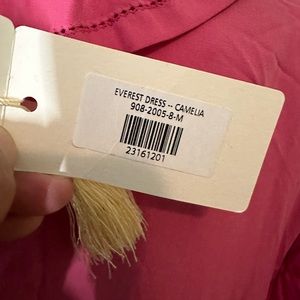 EVEREST DRESS -- CAMELIA
908-2005-8-M
23161201